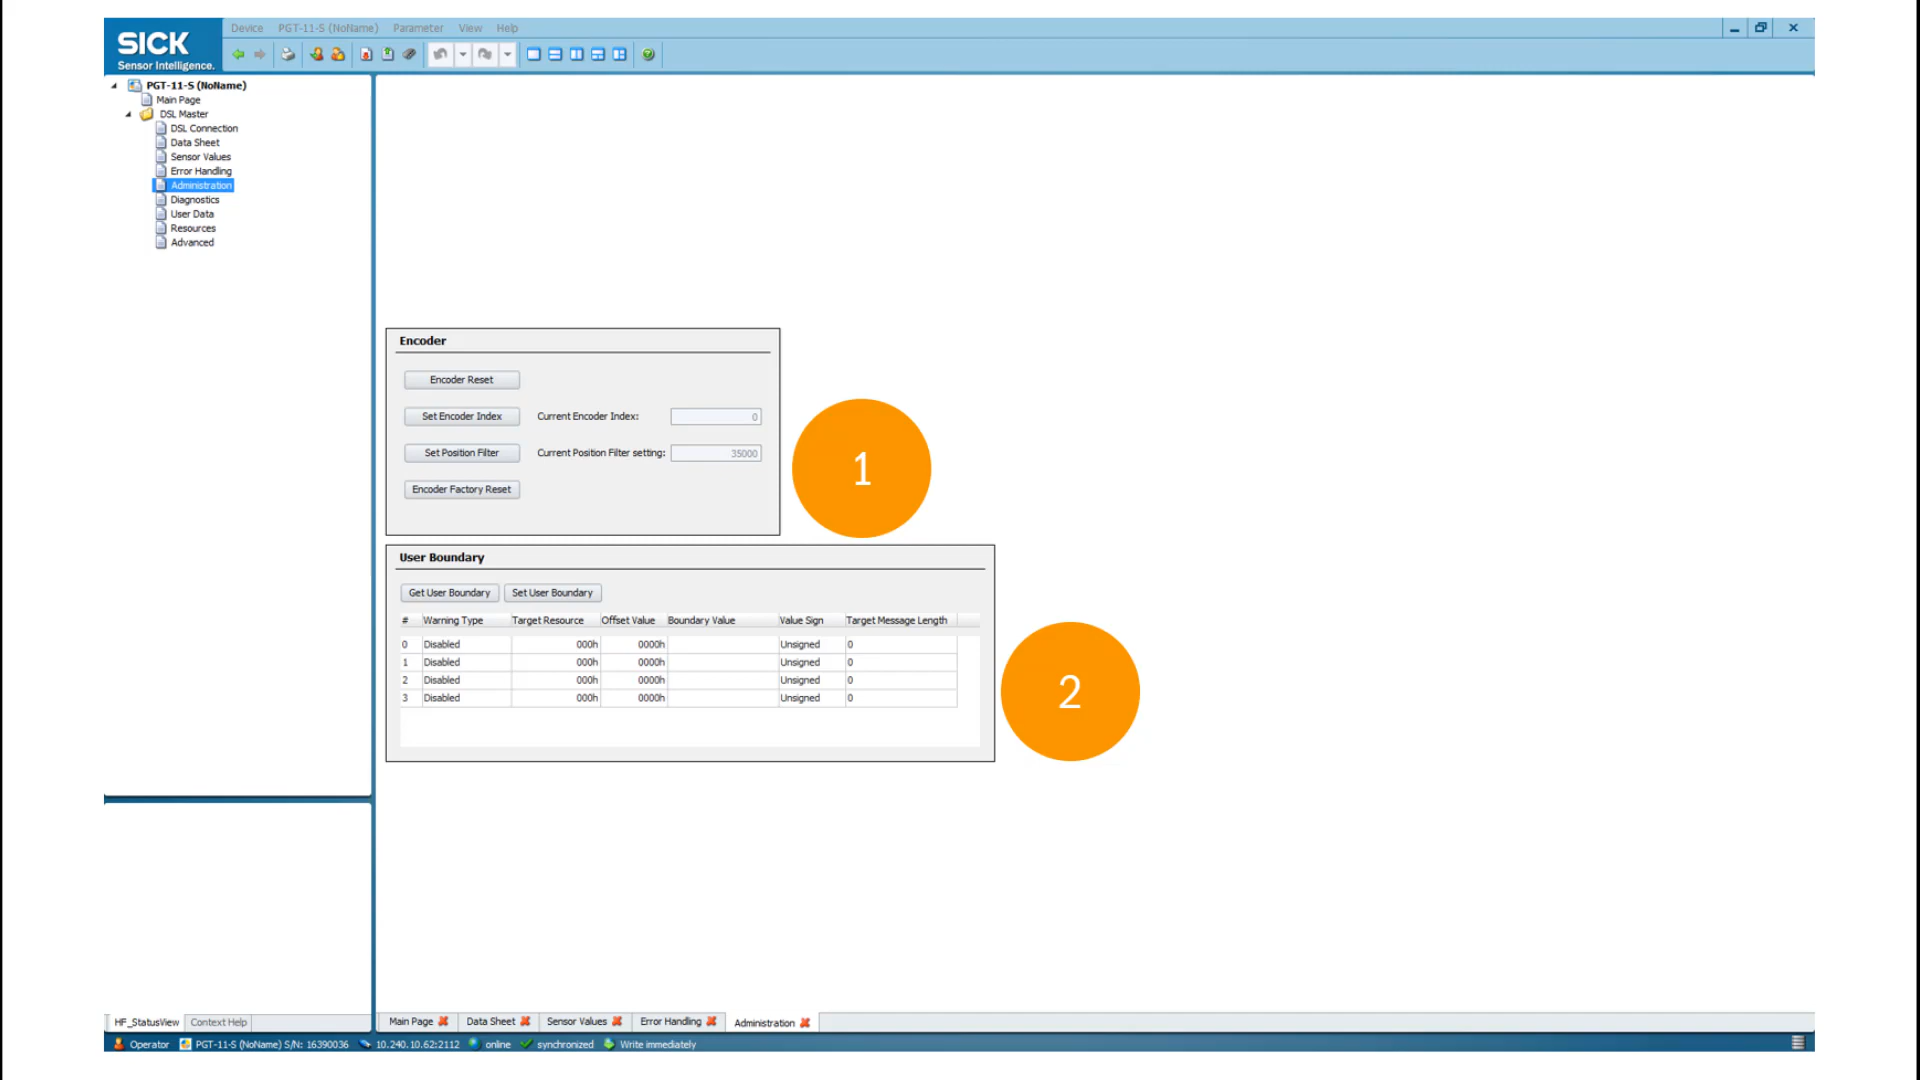 SICK
Sensor Intelligence.
Device PGT-11-S (NoName) Parameter View Help
PGT-11-S (NoName)
Main Page
DSL Master
DSL Connection
Data Sheet
Sensor Values
Error Handling
Administration
Diagnostics
User Data
Resources
Advanced
Encoder
Encoder Reset
Set Encoder Index Current Encoder Index: 0
Set Position Filter Current Position Filter setting: 35000
Encoder Factory Reset
1
User Boundary
Get User Boundary Set User Boundary
# Warning Type Target Resource Offset Value Boundary Value Value Sign Target Message Length
0 Disabled 000h 0000h Unsigned 0
1 Disabled 000h 0000h Unsigned 0
2 Disabled 000h 0000h Unsigned 0
3 Disabled 000h 0000h Unsigned 0
2
HF_StatusView Context Help
Main Page Data Sheet Sensor Values Error Handling Administration
Operator PGT-11-S (NoName) S/N: 16390036 10.240.10.62:2112 online synchronized Write immediately